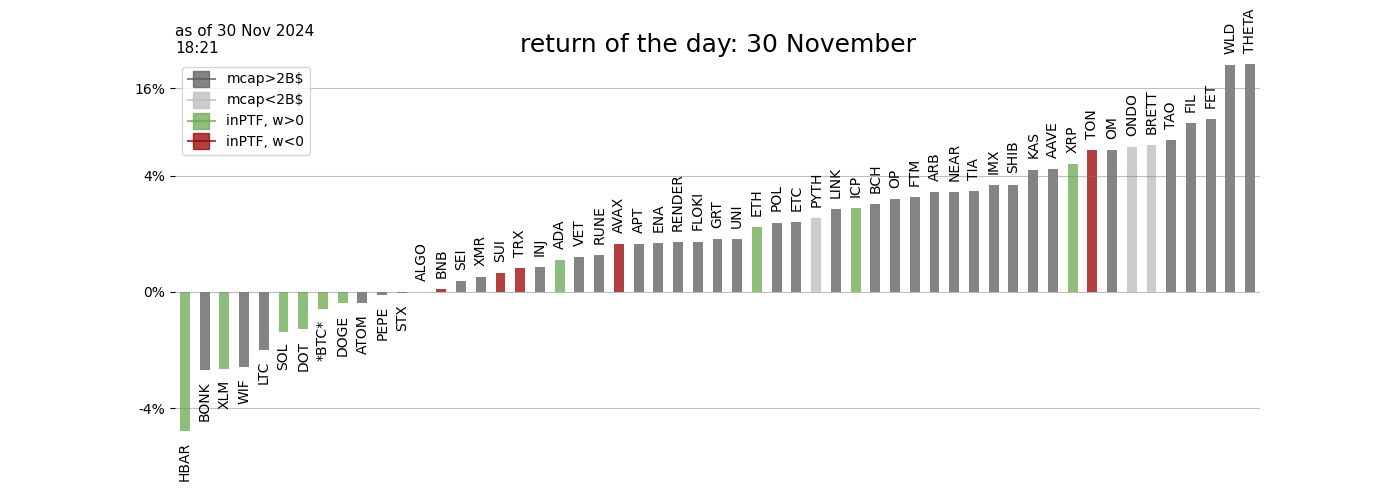 as of 30 Nov 2024
18:21
return of the day: 30 November
mcap>2B$
mcap<2B$
inPTF, w>0
inPTF, w<0
16%
4%
0%
-4%
HBAR
BONK
XLM
WIF
LTC
SOL
DOT
*BTC*
DOGE
ATOM
PEPE
STX
ALGO
BNB
SEI
XMR
SUI
TRX
INJ
ADA
VET
RUNE
AVAX
APT
ENA
RENDER
FLOKI
GRT
UNI
ETH
POL
ETC
PYTH
LINK
ICP
BCH
OP
FTM
ARB
NEAR
TIA
IMX
SHIB
KAS
AAVE
XRP
TON
OM
ONDO
BRETT
TAO
FIL
FET
WLD
THETA